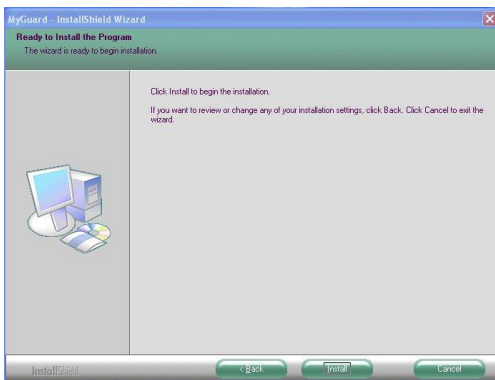 MyGuard - InstallShield Wizard
Ready to Install the Program
The wizard is ready to begin installation.
Click Install to begin the installation.
If you want to review or change any of your installation settings, click Back. Click Cancel to exit the
wizard.
InstallShield
< Back
Install
Cancel